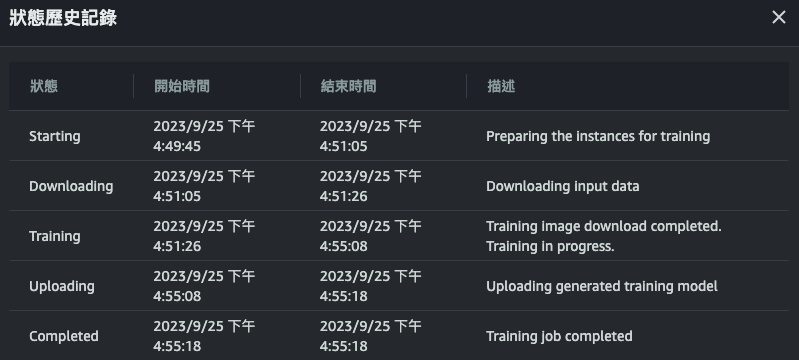 狀態歷史記錄
狀態 開始時間 結束時間 描述
Starting 2023/9/25 下午 4:49:45 2023/9/25 下午 4:51:05 Preparing the instances for training
Downloading 2023/9/25 下午 4:51:05 2023/9/25 下午 4:51:26 Downloading input data
Training 2023/9/25 下午 4:51:26 2023/9/25 下午 4:55:08 Training image download completed. Training in progress.
Uploading 2023/9/25 下午 4:55:08 2023/9/25 下午 4:55:18 Uploading generated training model
Completed 2023/9/25 下午 4:55:18 2023/9/25 下午 4:55:18 Training job completed